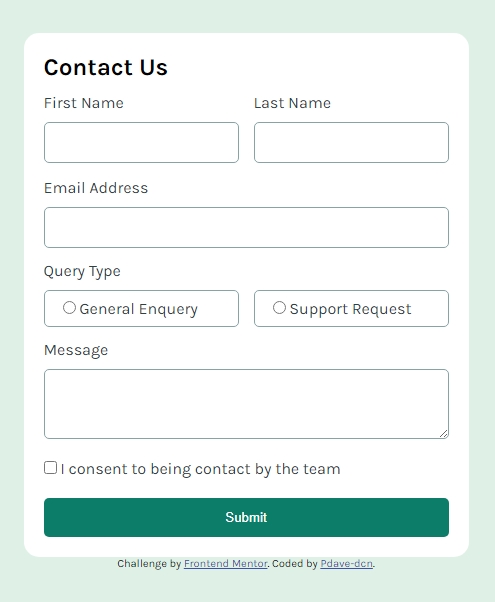 Contact Us
First Name Last Name
Email Address
Query Type
General Enquery Support Request
Message
I consent to being contact by the team
Submit
Challenge by Frontend Mentor. Coded by Pdave-dcn.